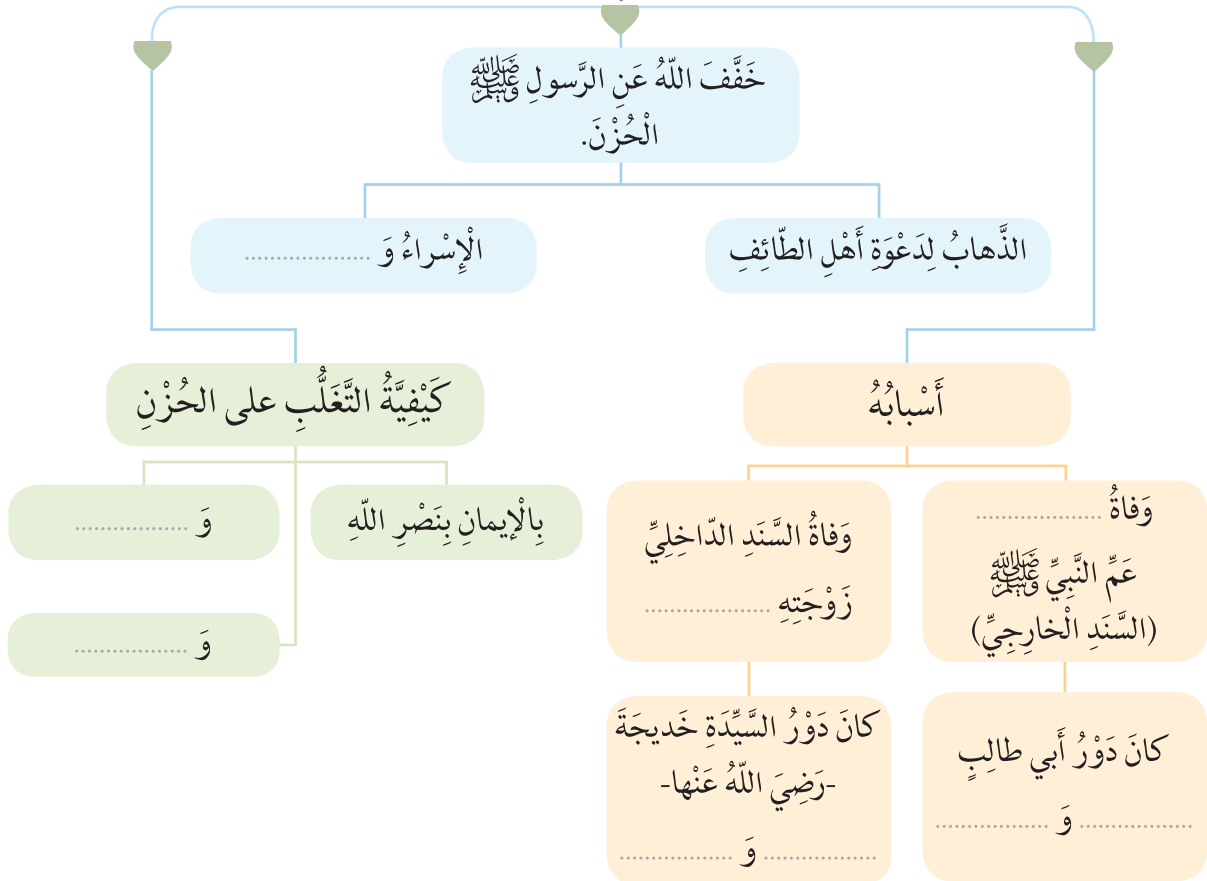 خَفَّفَ اللّهُ عَنِ الرَّسولِ ﷺ
الْحُزْنَ.
الذَّهابُ لِدَعْوَةِ أَهْلِ الطّائِفِ
الْإِسْراءُ وَ ....................
أَسْبابُهُ
كَيْفِيَّةُ التَّغَلُّبِ على الحُزْنِ
وَفاةُ ....................
عَمِّ النَّبِيِّ ﷺ
(السَّنَدِ الْخارِجِيِّ)
وَفاةُ السَّنَدِ الدّاخِلِيِّ
زَوْجَتِهِ ....................
بِالْإيمانِ بِنَصْرِ اللّهِ
وَ ..................
وَ ..................
كانَ دَوْرُ أَبي طالِبٍ
.................. وَ ..................
كانَ دَوْرُ السَّيِّدَةِ خَديجَةَ
-رَضِيَ اللّهُ عَنْها-
.................. وَ ..................